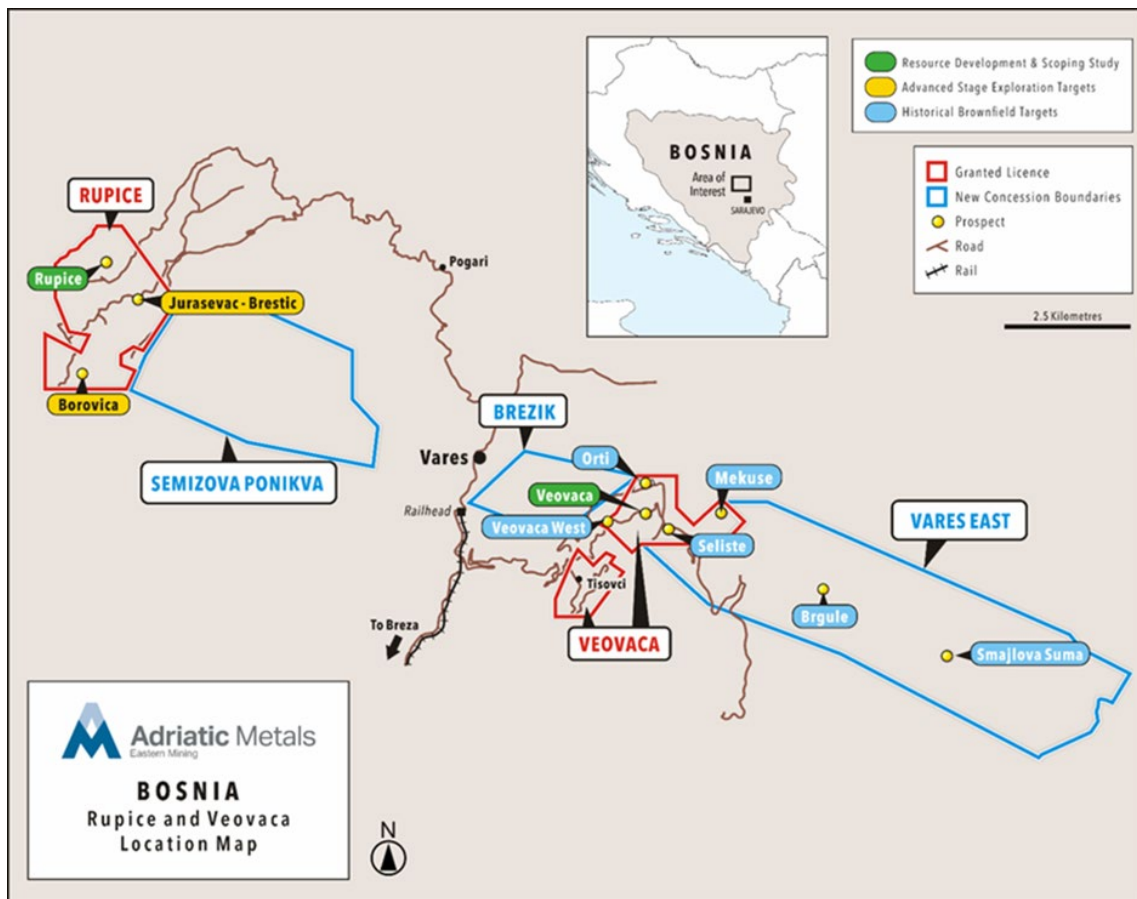 BOSNIA
Area of
Interest
SARAJEVO
Resource Development & Scoping Study
Advanced Stage Exploration Targets
Historical Brownfield Targets
Granted Licence
New Concession Boundaries
Prospect
Road
Rail
2.5 Kilometres
RUPICE
Rupice
Jurasevac - Brestic
Borovica
SEMIZOVA PONIKVA
Pogari
BREZIK
Vares
Orti
Mekuse
Veovaca
Railhead
Veovaca West
Seliste
VARES EAST
Tisovci
Brgule
To Breza
VEOVACA
Smajlova Suma
Adriatic Metals
Eastern Mining
BOSNIA
Rupice and Veovaca
Location Map
N